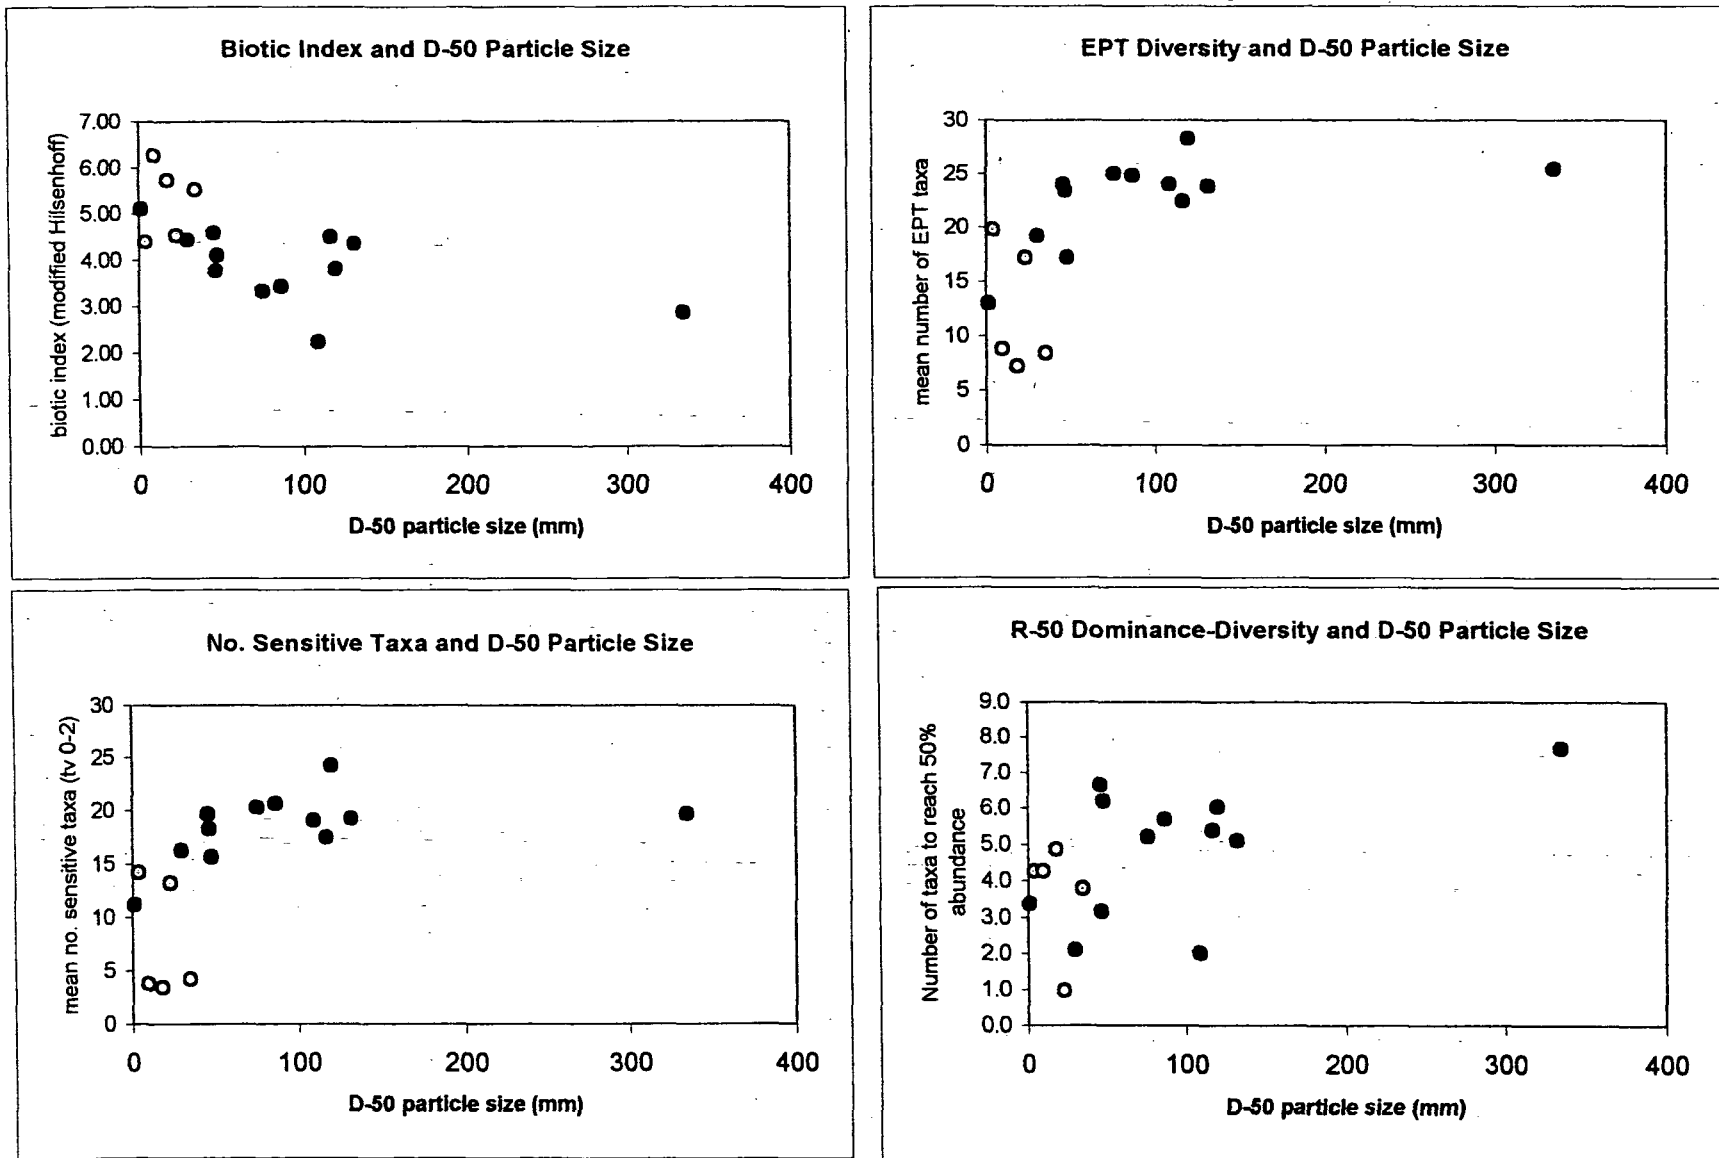 Biotic Index and D-50 Particle Size
biotic index (modified Hilsenhoff)
7.00
6.00
5.00
4.00
3.00
2.00
1.00
0.00
0 100 200 300 400
D-50 particle size (mm)
EPT Diversity and D-50 Particle Size
mean number of EPT taxa
30
25
20
15
10
5
0
0 100 200 300 400
D-50 particle size (mm)
No. Sensitive Taxa and D-50 Particle Size
mean no. sensitive taxa (tv 0-2)
30
25
20
15
10
5
0
0 100 200 300 400
D-50 particle size (mm)
R-50 Dominance-Diversity and D-50 Particle Size
Number of taxa to reach 50%
abundance
9.0
8.0
7.0
6.0
5.0
4.0
3.0
2.0
1.0
0.0
0 100 200 300 400
D-50 particle size (mm)